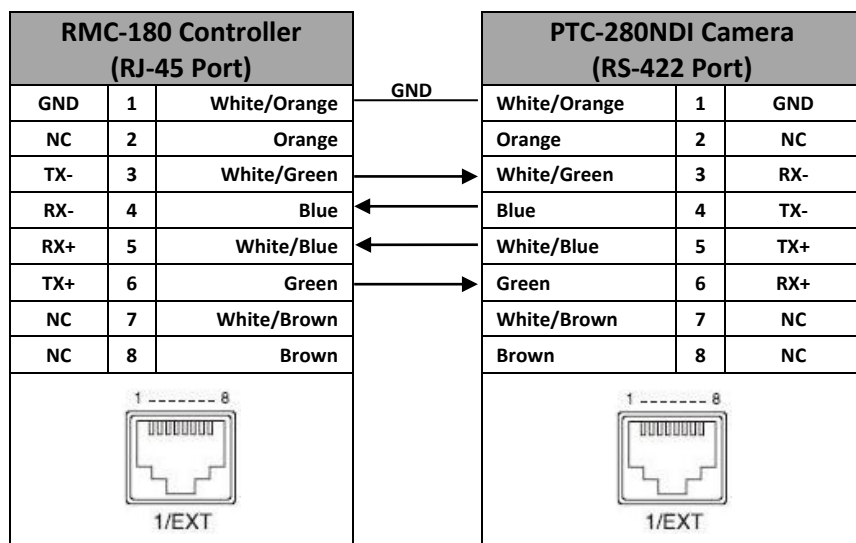 RMC-180 Controller
(RJ-45 Port)
GND 1 White/Orange
NC 2 Orange
TX- 3 White/Green
RX- 4 Blue
RX+ 5 White/Blue
TX+ 6 Green
NC 7 White/Brown
NC 8 Brown
1 ------- 8
1/EXT
GND
PTC-280NDI Camera
(RS-422 Port)
White/Orange 1 GND
Orange 2 NC
White/Green 3 RX-
Blue 4 TX-
White/Blue 5 TX+
Green 6 RX+
White/Brown 7 NC
Brown 8 NC
1 ------- 8
1/EXT